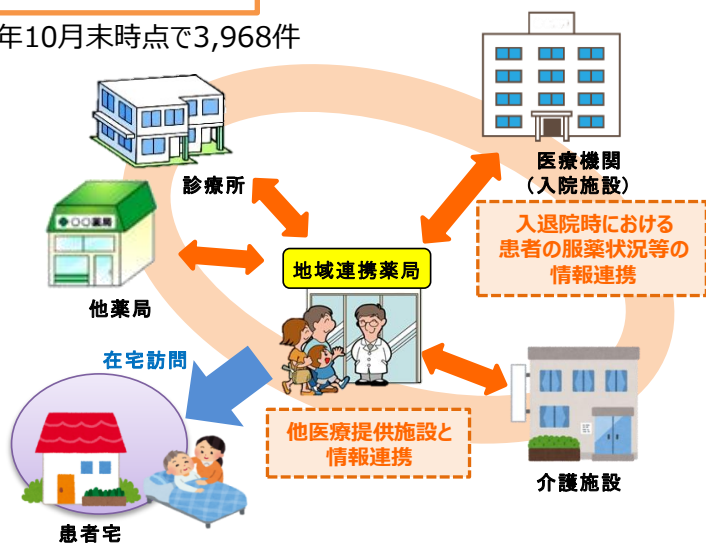 年10月末時点で3,968件
診療所
医療機関
（入院施設）
○○薬局
入退院時における
患者の服薬状況等の
情報連携
地域連携薬局
他薬局
在宅訪問
他医療提供施設と
情報連携
介護施設
患者宅